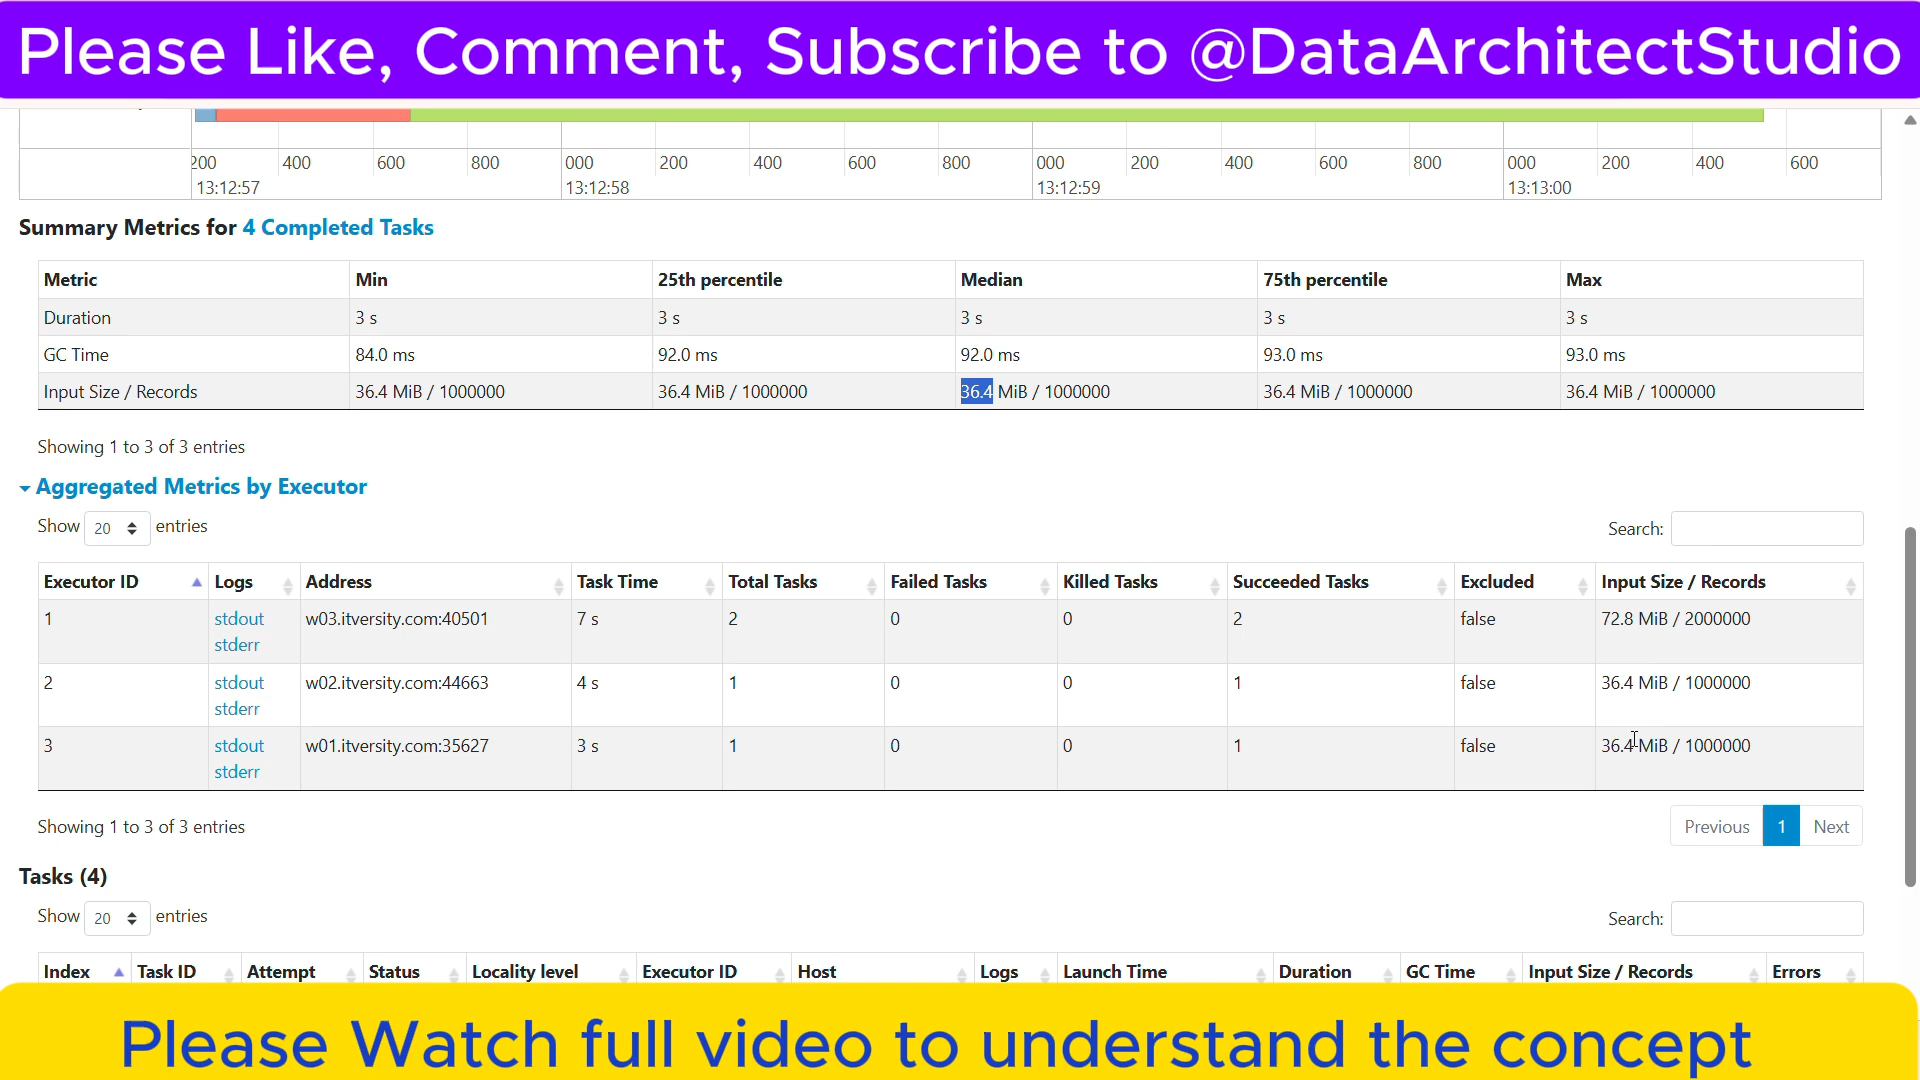 Please Like, Comment, Subscribe to @DataArchitectStudio
200 400 600 800 000 200 400 600 800 000 200 400 600 800 000 200 400 600
13:12:57 13:12:58 13:12:59 13:13:00
Summary Metrics for 4 Completed Tasks
Metric Min 25th percentile Median 75th percentile Max
Duration 3 s 3 s 3 s 3 s 3 s
GC Time 84.0 ms 92.0 ms 92.0 ms 93.0 ms 93.0 ms
Input Size / Records 36.4 MiB / 1000000 36.4 MiB / 1000000 36.4 MiB / 1000000 36.4 MiB / 1000000 36.4 MiB / 1000000
Showing 1 to 3 of 3 entries
Aggregated Metrics by Executor
Show 20 entries Search:
Executor ID Logs Address Task Time Total Tasks Failed Tasks Killed Tasks Succeeded Tasks Excluded Input Size / Records
1 stdout w03.itversity.com:40501 7 s 2 0 0 2 false 72.8 MiB / 2000000
stderr
2 stdout w02.itversity.com:44663 4 s 1 0 0 1 false 36.4 MiB / 1000000
stderr
3 stdout w01.itversity.com:35627 3 s 1 0 0 1 false 36.4 MiB / 1000000
stderr
Showing 1 to 3 of 3 entries Previous 1 Next
Tasks (4)
Show 20 entries Search:
Index Task ID Attempt Status Locality level Executor ID Host Logs Launch Time Duration GC Time Input Size / Records Errors
Please Watch full video to understand the concept